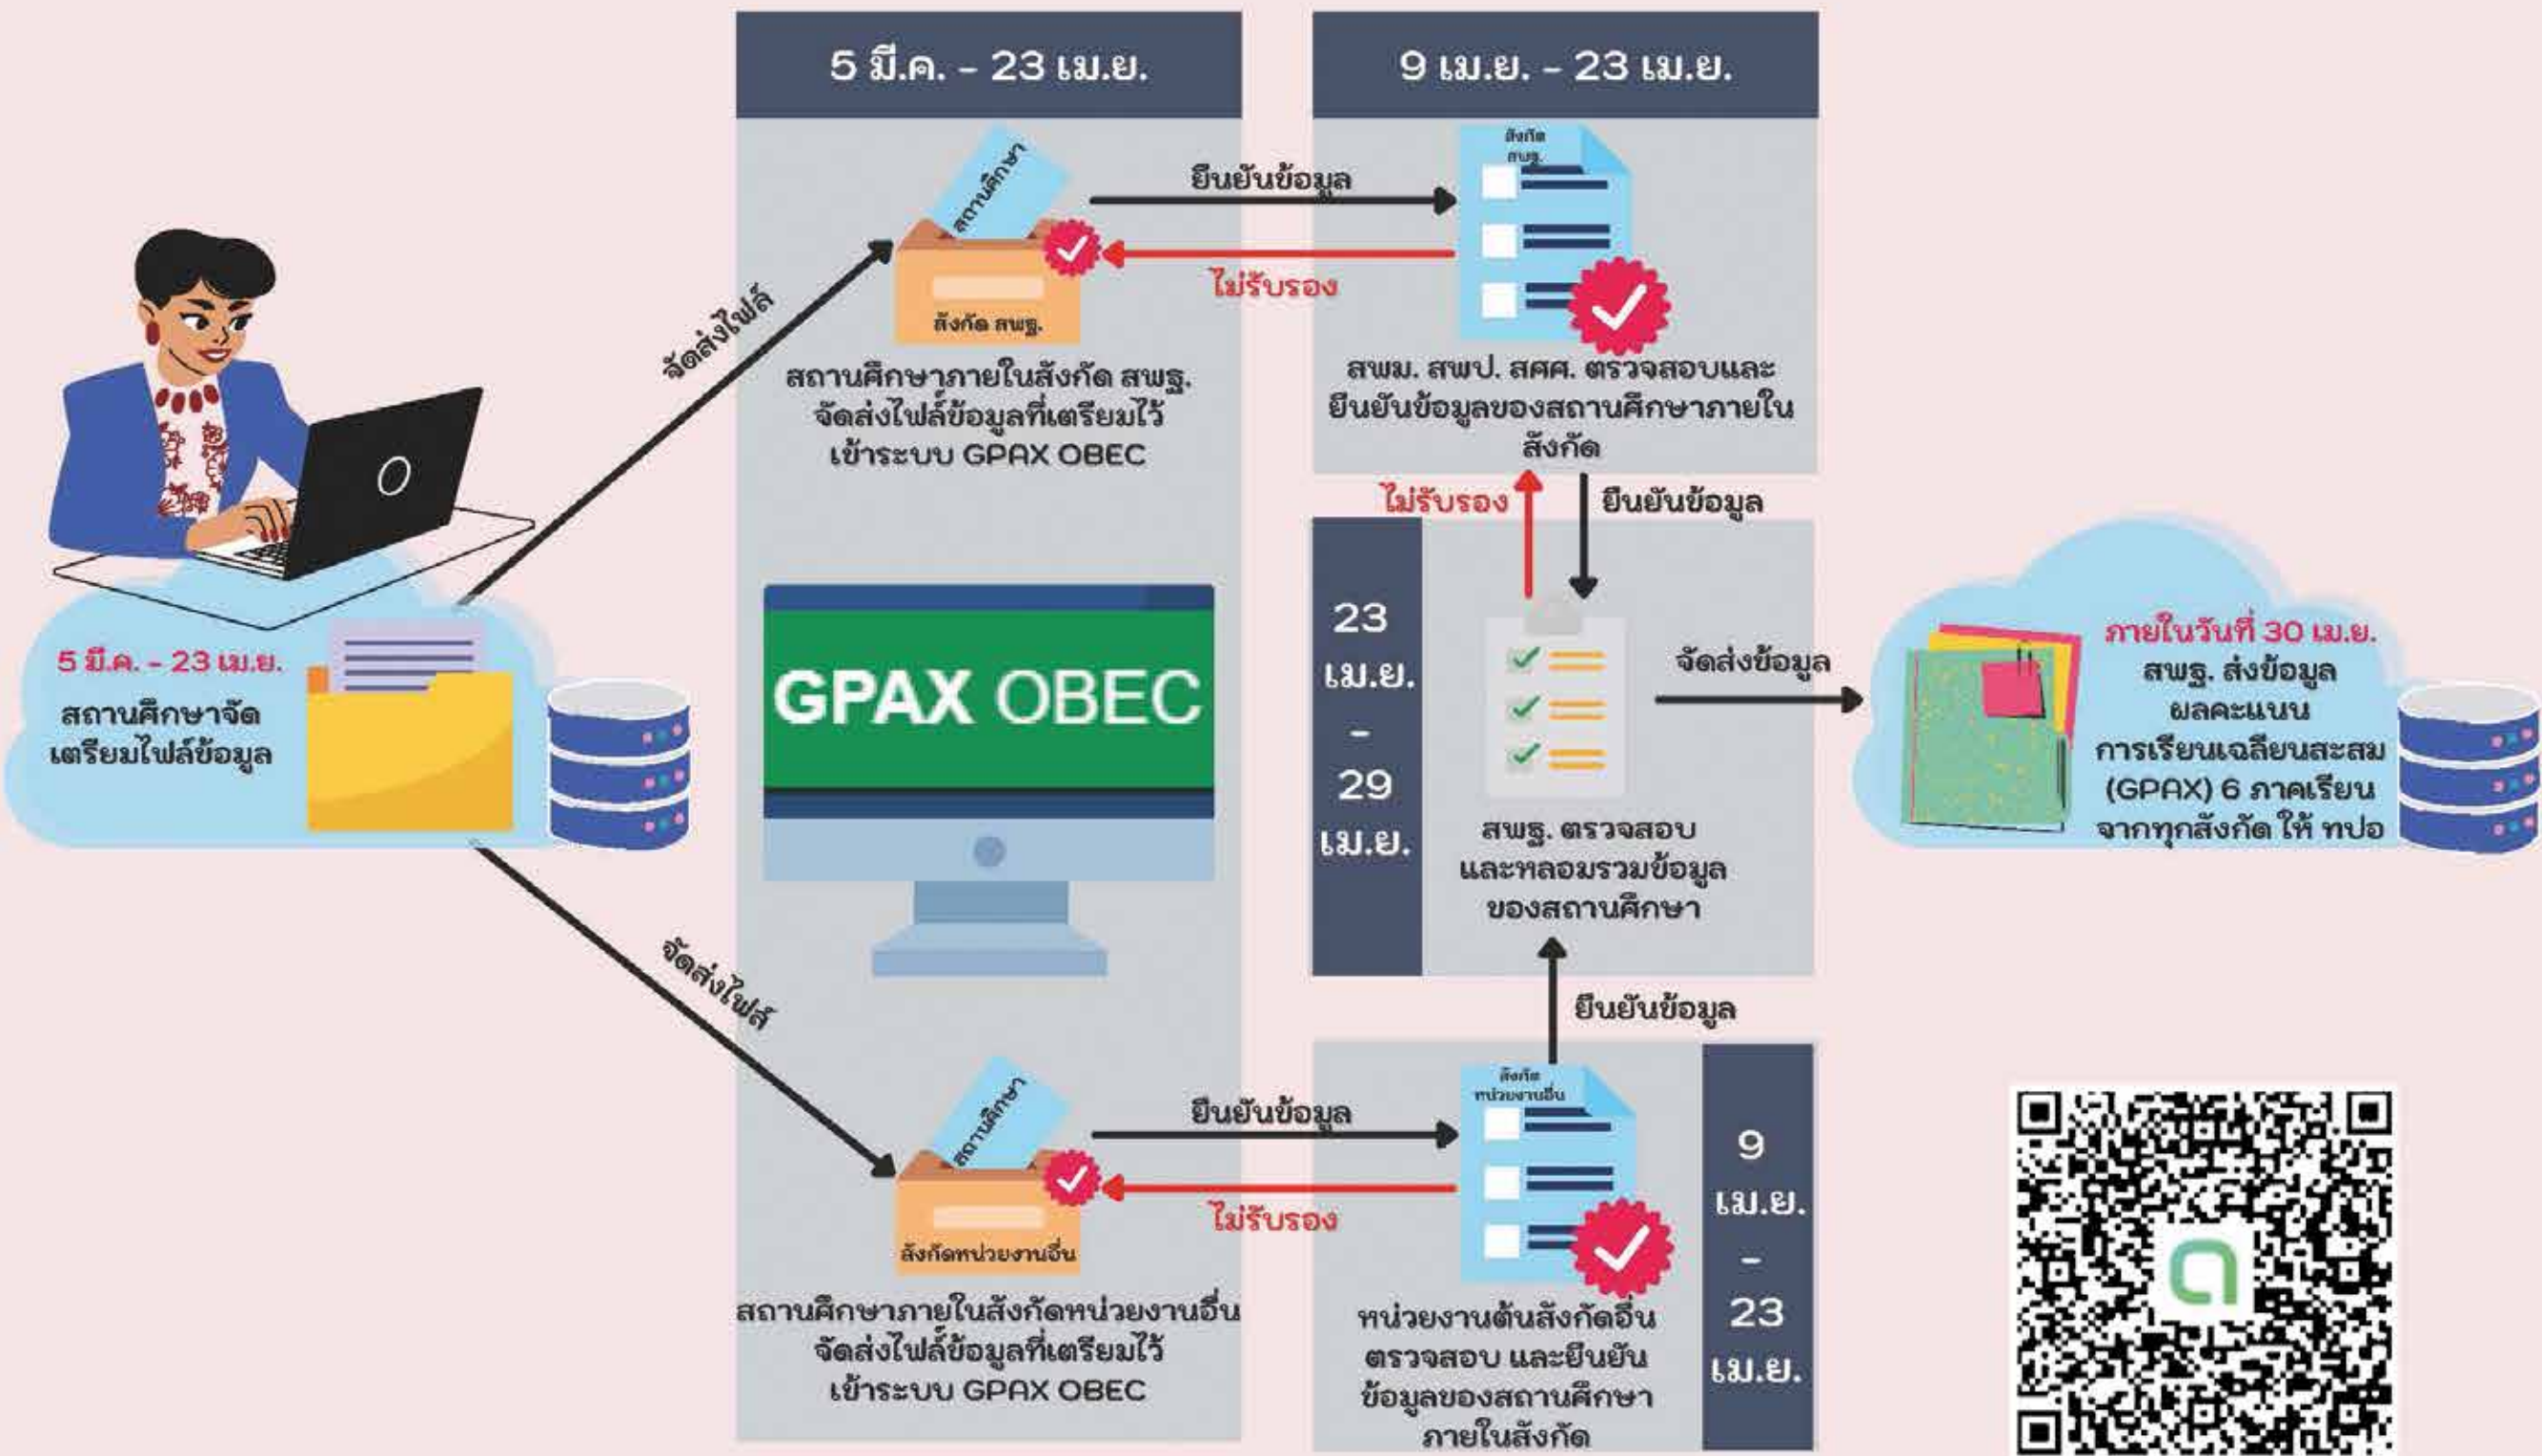 5 มี.ค. - 23 เม.ย.
9 เม.ย. - 23 เม.ย.
สถานศึกษา
สังกัด สพฐ.
ยืนยันข้อมูล
ไม่รับรอง
สังกัด
สพฐ.
จัดส่งไฟล์
สถานศึกษาภายในสังกัด สพฐ.
จัดส่งไฟล์ข้อมูลที่เตรียมไว้
เข้าระบบ GPAX OBEC
สพม. สพป. สศศ. ตรวจสอบและ
ยืนยันข้อมูลของสถานศึกษาภายใน
สังกัด
ไม่รับรอง
ยืนยันข้อมูล
5 มี.ค. - 23 เม.ย.
สถานศึกษาจัด
เตรียมไฟล์ข้อมูล
GPAX OBEC
23
เม.ย.
-
29
เม.ย.
สพฐ. ตรวจสอบ
และหลอมรวมข้อมูล
ของสถานศึกษา
จัดส่งข้อมูล
ภายในวันที่ 30 เม.ย.
สพฐ. ส่งข้อมูล
ผลคะแนน
การเรียนเฉลี่ยนสะสม
(GPAX) 6 ภาคเรียน
จากทุกสังกัด ให้ ทปอ
จัดส่งไฟล์
ยืนยันข้อมูล
สถานศึกษา
สังกัดหน่วยงานอื่น
ยืนยันข้อมูล
ไม่รับรอง
สังกัด
หน่วยงานอื่น
9
เม.ย.
-
23
เม.ย.
สถานศึกษาภายในสังกัดหน่วยงานอื่น
จัดส่งไฟล์ข้อมูลที่เตรียมไว้
เข้าระบบ GPAX OBEC
หน่วยงานต้นสังกัดอื่น
ตรวจสอบ และยืนยัน
ข้อมูลของสถานศึกษา
ภายในสังกัด